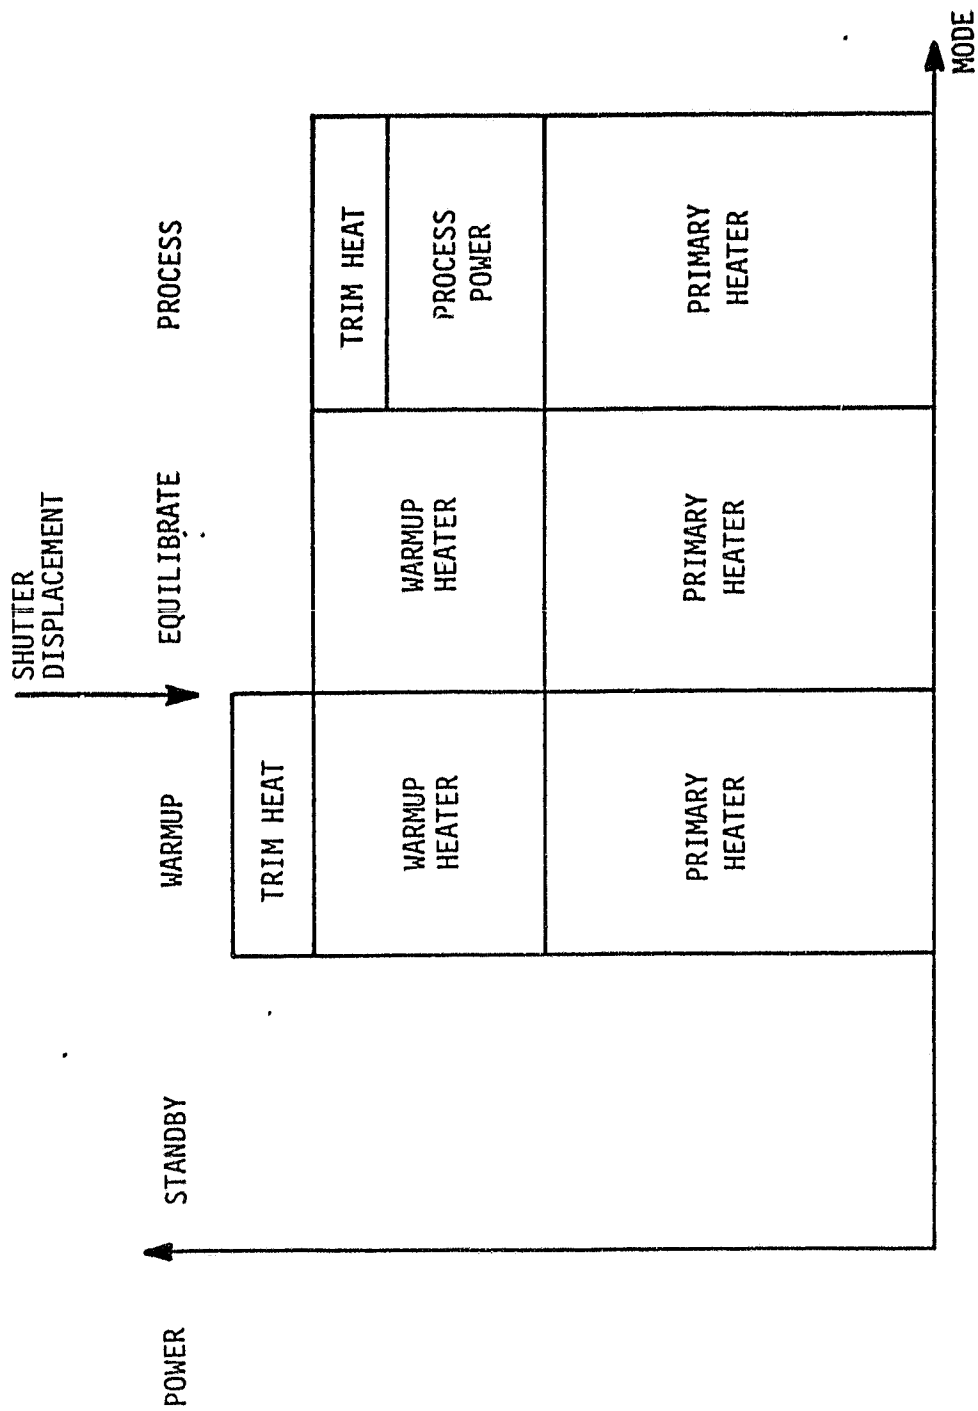 SHUTTER
DISPLACEMENT
POWER
STANDBY
WARMUP
EQUILIBRATE
PROCESS
TRIM HEAT
WARMUP
HEATER
PRIMARY
HEATER
WARMUP
HEATER
PRIMARY
HEATER
TRIM HEAT
PROCESS
POWER
PRIMARY
HEATER
MODE